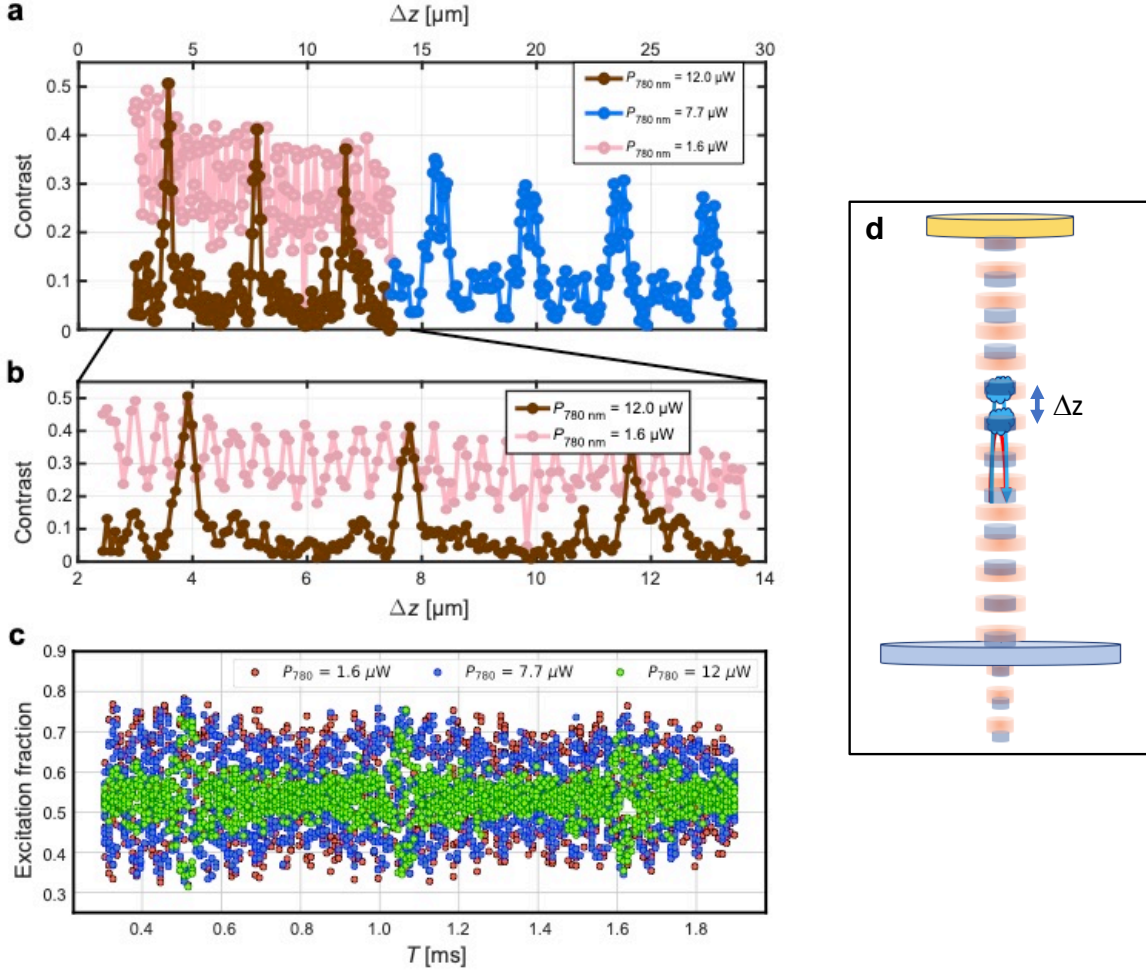 a
Δz [μm]
0 5 10 15 20 25 30
Contrast
0.5
0.4
0.3
0.2
0.1
0
P780 nm = 12.0 μW
P780 nm = 7.7 μW
P780 nm = 1.6 μW
b
Contrast
0.5
0.4
0.3
0.2
0.1
0
P780 nm = 12.0 μW
P780 nm = 1.6 μW
2 4 6 8 10 12 14
Δz [μm]
c
Excitation fraction
0.9
0.8
0.7
0.6
0.5
0.4
0.3
P780 = 1.6 μW P780 = 7.7 μW P780 = 12 μW
0.4 0.6 0.8 1.0 1.2 1.4 1.6 1.8
T [ms]
d
Δz